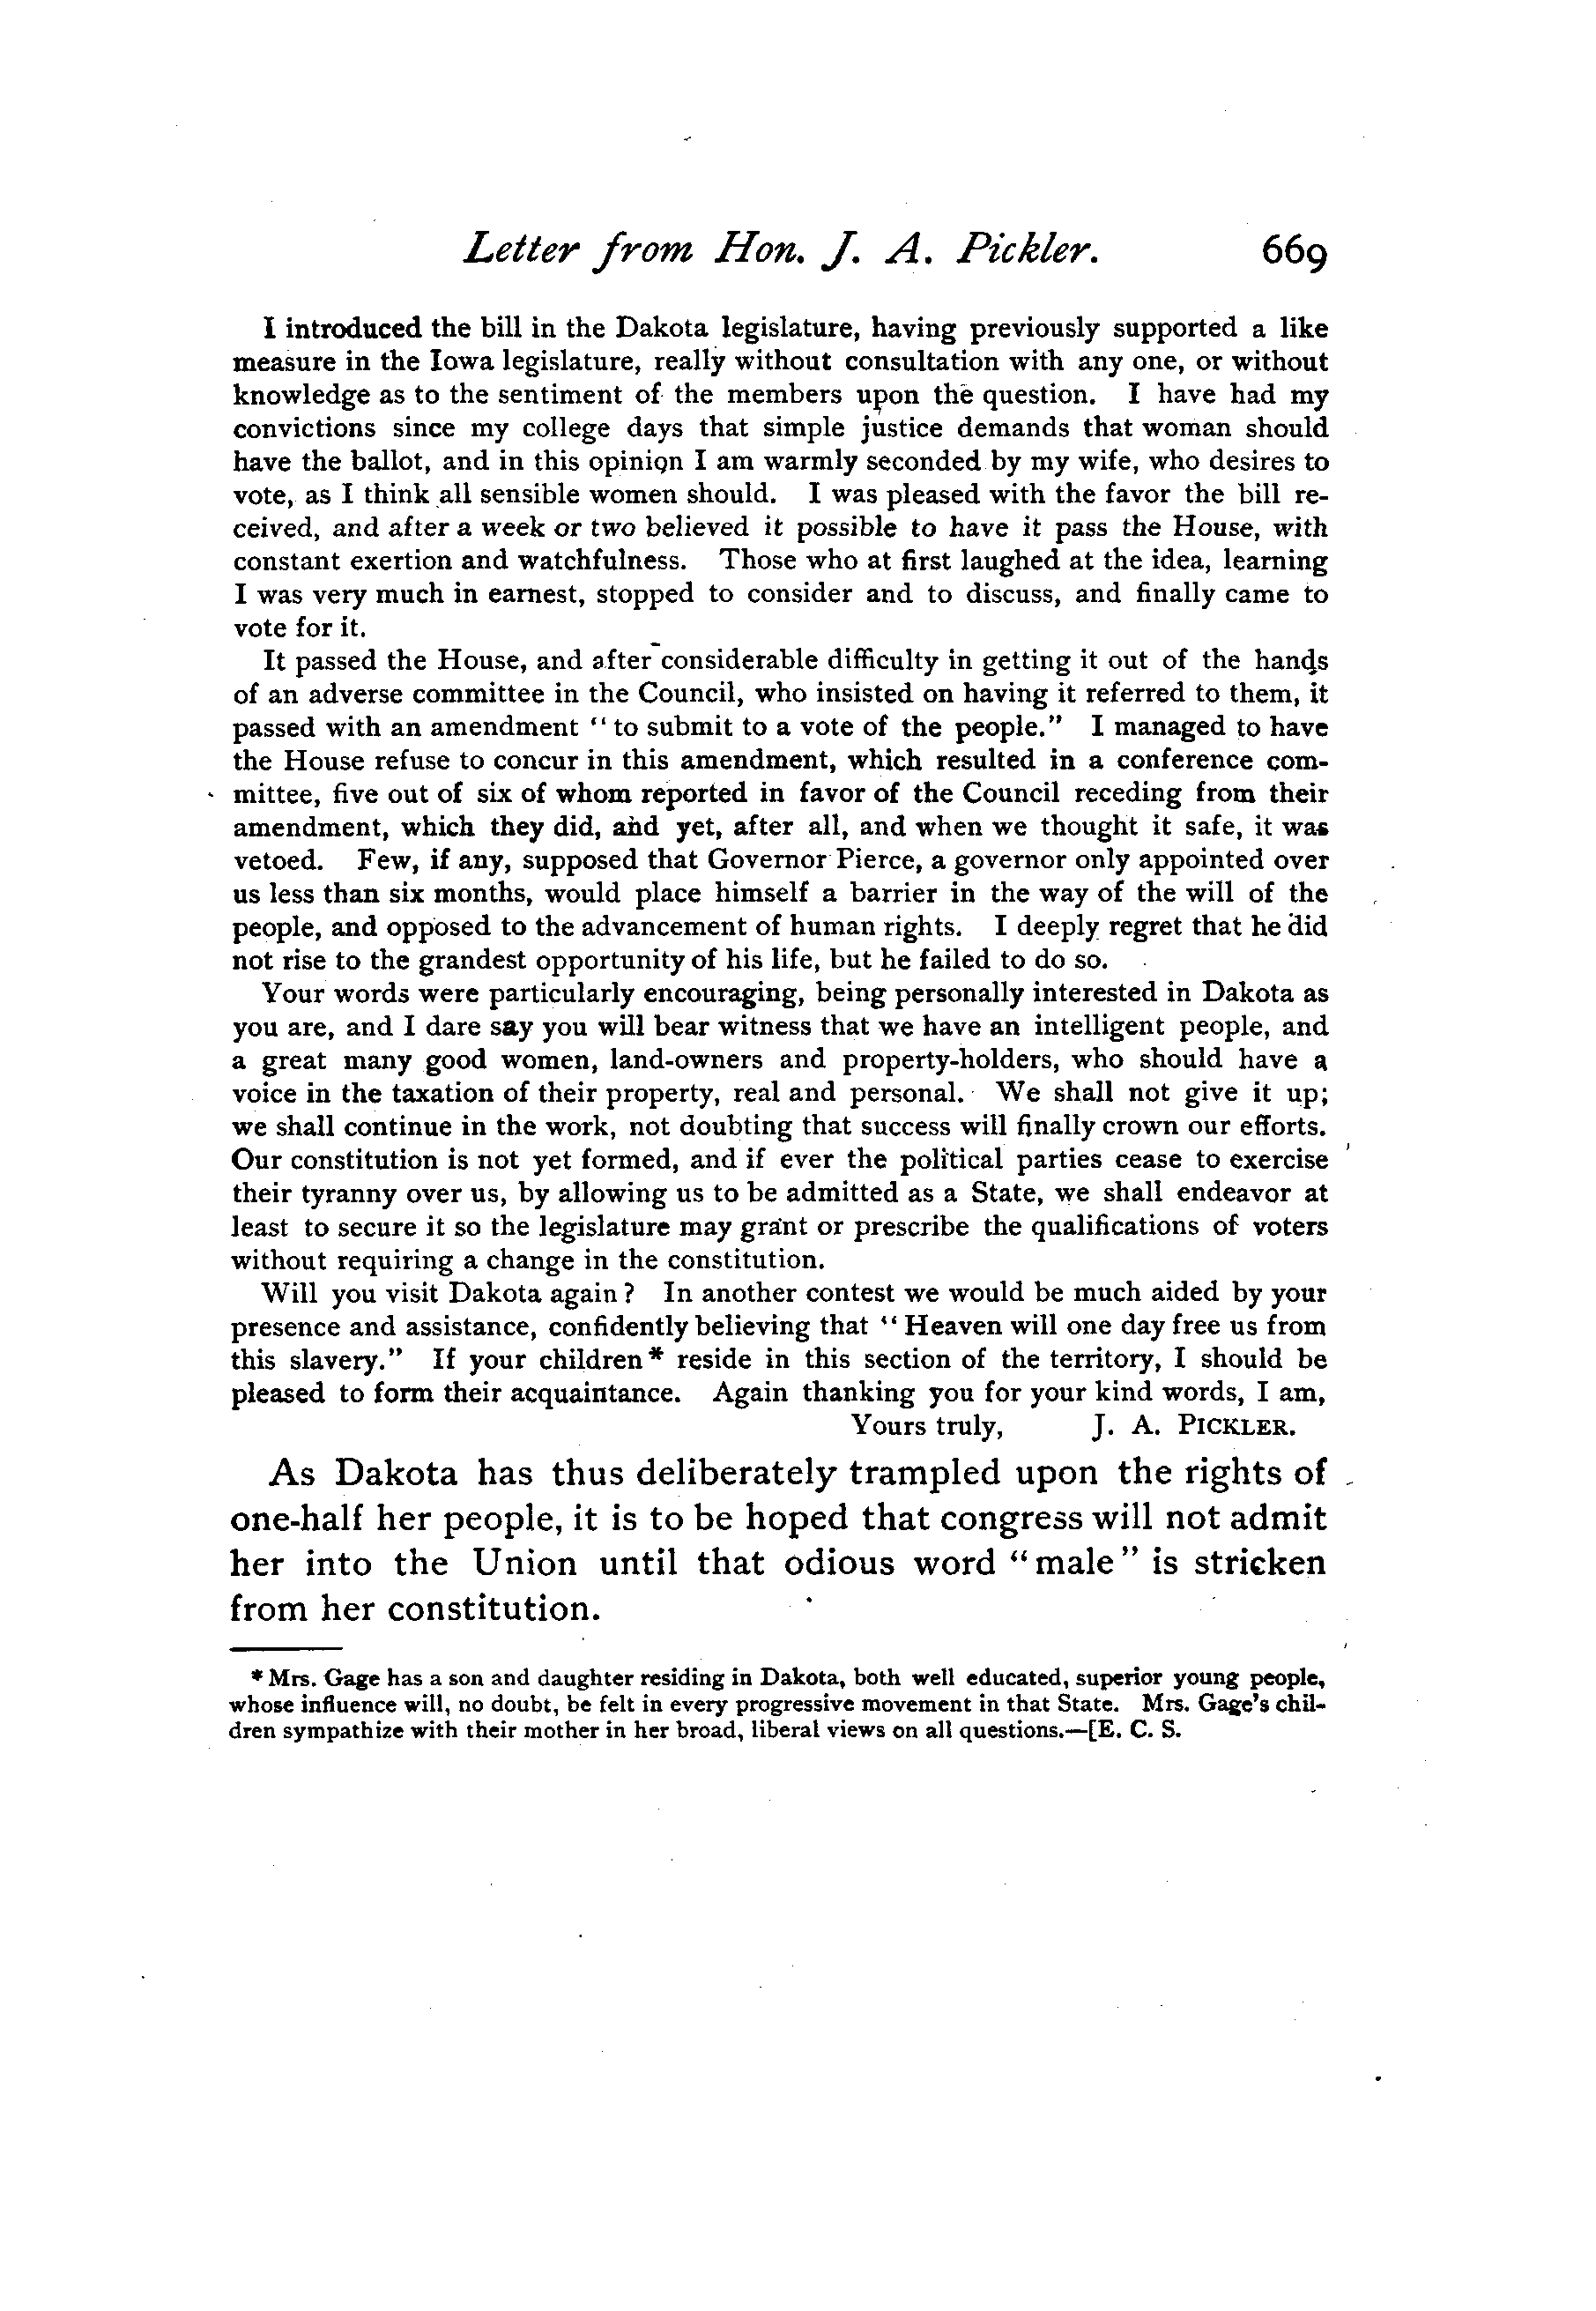 Letter from Hon. J. A. Pickler. 669
I introduced the bill in the Dakota legislature, having previously supported a like
measure in the Iowa legislature, really without consultation with any one, or without
knowledge as to the sentiment of the members upon the question. I have had my
convictions since my college days that simple justice demands that woman should
have the ballot, and in this opinion I am warmly seconded by my wife, who desires to
vote, as I think all sensible women should. I was pleased with the favor the bill re-
ceived, and after a week or two believed it possible to have it pass the House, with
constant exertion and watchfulness. Those who at first laughed at the idea, learning
I was very much in earnest, stopped to consider and to discuss, and finally came to
vote for it.
It passed the House, and after considerable difficulty in getting it out of the hands
of an adverse committee in the Council, who insisted on having it referred to them, it
passed with an amendment "to submit to a vote of the people." I managed to have
the House refuse to concur in this amendment, which resulted in a conference com-
mittee, five out of six of whom reported in favor of the Council receding from their
amendment, which they did, and yet, after all, and when we thought it safe, it was
vetoed. Few, if any, supposed that Governor Pierce, a governor only appointed over
us less than six months, would place himself a barrier in the way of the will of the
people, and opposed to the advancement of human rights. I deeply regret that he did
not rise to the grandest opportunity of his life, but he failed to do so.
Your words were particularly encouraging, being personally interested in Dakota as
you are, and I dare say you will bear witness that we have an intelligent people, and
a great many good women, land-owners and property-holders, who should have a
voice in the taxation of their property, real and personal. We shall not give it up;
we shall continue in the work, not doubting that success will finally crown our efforts.
Our constitution is not yet formed, and if ever the political parties cease to exercise
their tyranny over us, by allowing us to be admitted as a State, we shall endeavor at
least to secure it so the legislature may grant or prescribe the qualifications of voters
without requiring a change in the constitution.
Will you visit Dakota again? In another contest we would be much aided by your
presence and assistance, confidently believing that "Heaven will one day free us from
this slavery." If your children* reside in this section of the territory, I should be
pleased to form their acquaintance. Again thanking you for your kind words, I am,
Yours truly, J. A. PICKLER.
As Dakota has thus deliberately trampled upon the rights of
one-half her people, it is to be hoped that congress will not admit
her into the Union until that odious word "male" is stricken
from her constitution.
* Mrs. Gage has a son and daughter residing in Dakota, both well educated, superior young people,
whose influence will, no doubt, be felt in every progressive movement in that State. Mrs. Gage's chil-
dren sympathize with their mother in her broad, liberal views on all questions.—[E. C. S.